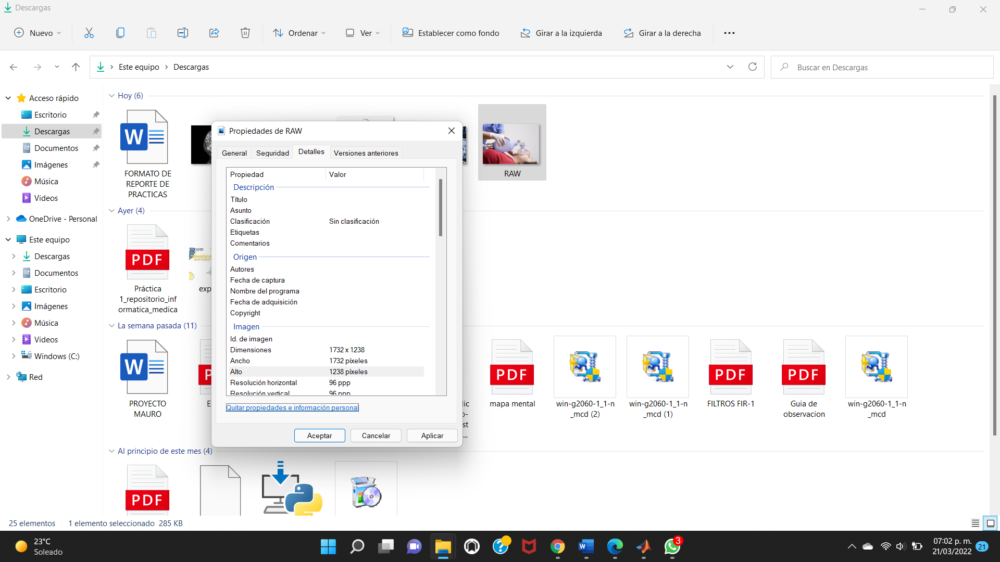 Descargas
Nuevo
Ordenar
Ver
Establecer como fondo
Girar a la izquierda
Girar a la derecha
Este equipo
Descargas
Buscar en Descargas
Acceso rápido
Escritorio
Descargas
Documentos
Imágenes
Música
Videos
OneDrive - Personal
Este equipo
Descargas
Documentos
Escritorio
Imágenes
Música
Videos
Windows (C:)
Red
Hoy (6)
FORMATO DE
REPORTE DE
PRACTICAS
RAW
Ayer (4)
PDF
Práctica
1_repositorio_inf
ormatica_medica
exp
La semana pasada (11)
PROYECTO
MAURO
P
E
lic
o-
st
...
PDF
mapa mental
win-g2060-1_1-n
_mcd (2)
win-g2060-1_1-n
_mcd (1)
PDF
FILTROS FIR-1
PDF
Guia de
observacion
win-g2060-1_1-n
_mcd
Al principio de este mes (4)
PDF
Propiedades de RAW
General
Seguridad
Detalles
Versiones anteriores
Propiedad Valor
Descripción
Título
Asunto
Clasificación Sin clasificación
Etiquetas
Comentarios
Origen
Autores
Fecha de captura
Nombre del programa
Fecha de adquisición
Copyright
Imagen
Id. de imagen
Dimensiones 1732 x 1238
Ancho 1732 píxeles
Alto 1238 píxeles
Resolución horizontal 96 ppp
Resolución vertical 96 ppp
Quitar propiedades e información personal
Aceptar
Cancelar
Aplicar
25 elementos
1 elemento seleccionado 285 KB
23°C
Soleado
3
07:02 p. m.
21/03/2022
21